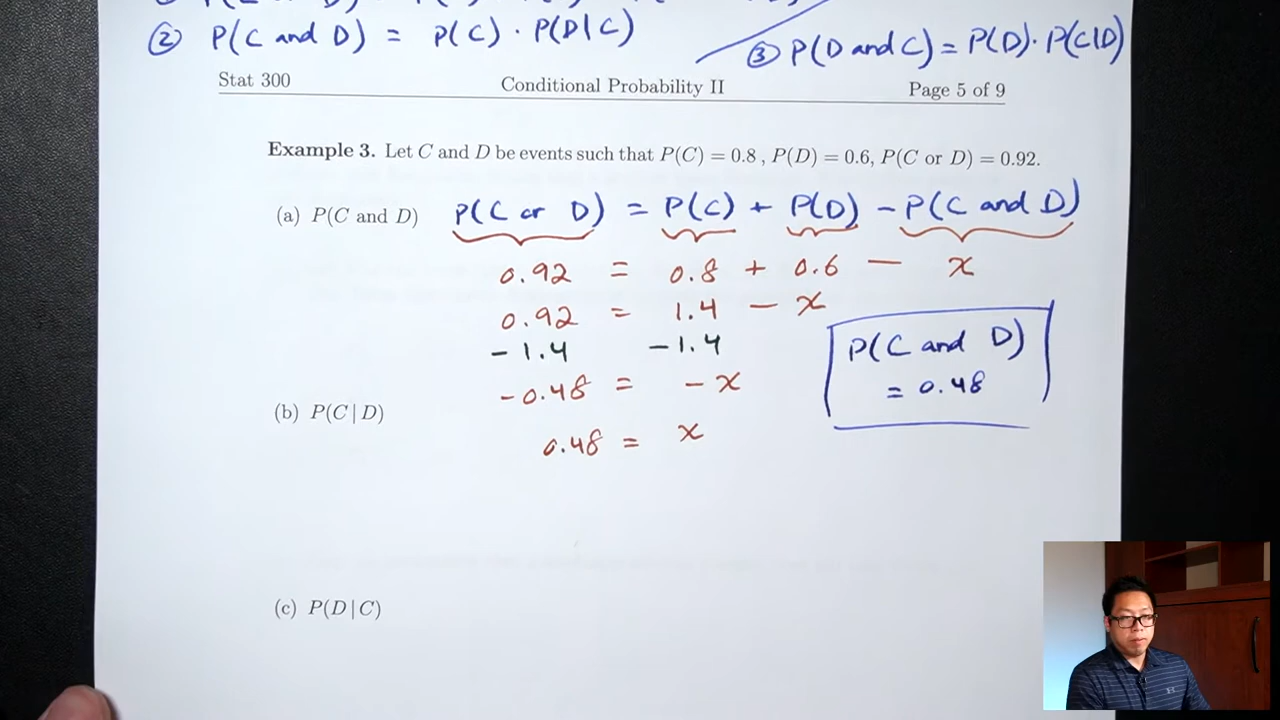 ② P(C and D) = P(C) · P(D|C)
③ P(D and C) = P(D) · P(C|D)
Stat 300 Conditional Probability II Page 5 of 9
Example 3. Let C and D be events such that P(C) = 0.8 , P(D) = 0.6, P(C or D) = 0.92.
(a) P(C and D) P(C or D) = P(C) + P(D) - P(C and D)
0.92 = 0.8 + 0.6 - x
0.92 = 1.4 - x
-1.4 -1.4
-0.48 = -x
0.48 = x
P(C and D)
= 0.48
(b) P(C | D)
(c) P(D | C)